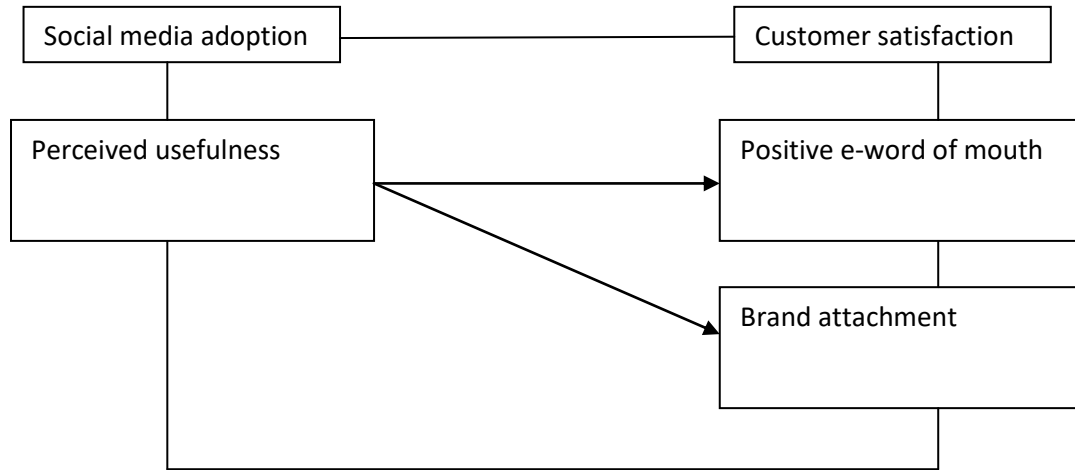 Social media adoption
Customer satisfaction
Perceived usefulness
Positive e-word of mouth
Brand attachment